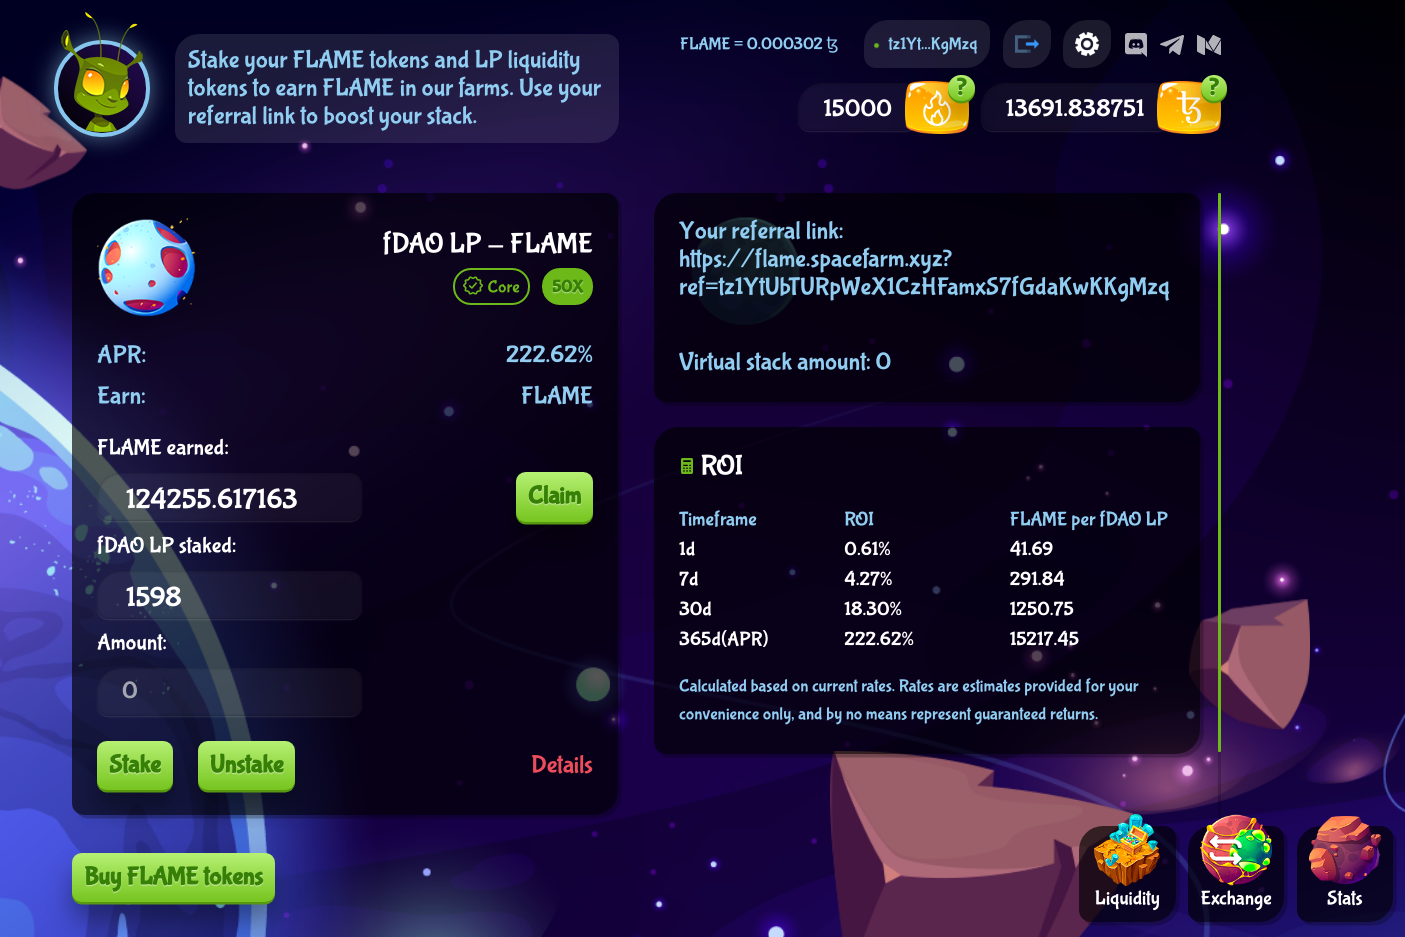 Stake your FLAME tokens and LP liquidity
tokens to earn FLAME in our farms. Use your
referral link to boost your stack.
FLAME = 0.000302 ꜩ
tz1Yt...KgMzq
15000
?
13691.838751
ꜩ
?
fDAO LP – FLAME
Core
50X
APR:
222.62%
Earn:
FLAME
FLAME earned:
124255.617163
Claim
fDAO LP staked:
1598
Amount:
0
Stake
Unstake
Details
Buy FLAME tokens
Your referral link:
https://flame.spacefarm.xyz?
ref=tz1YtUbTURpWeX1CzHFamxS7fGdaKwKKgMzq
Virtual stack amount: 0
ROI
Timeframe ROI FLAME per fDAO LP
1d 0.61% 41.69
7d 4.27% 291.84
30d 18.30% 1250.75
365d(APR) 222.62% 15217.45
Calculated based on current rates. Rates are estimates provided for your
convenience only, and by no means represent guaranteed returns.
Liquidity
Exchange
Stats